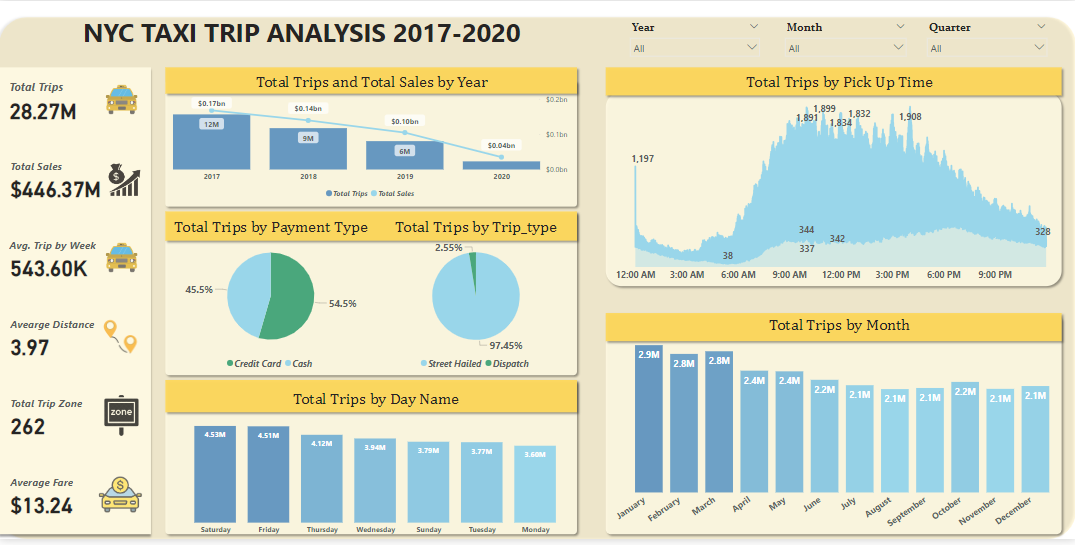 NYC TAXI TRIP ANALYSIS 2017-2020
Year
All
Month
All
Quarter
All
Total Trips
28.27M
Total Sales
$446.37M
Avg. Trip by Week
543.60K
Avearge Distance
3.97
Total Trip Zone
262
zone
Average Fare
$13.24
$
Total Trips and Total Sales by Year
$0.17bn
$0.14bn
$0.10bn
$0.04bn
12M
9M
6M
$0.2bn
$0.1bn
$0.0bn
2017 2018 2019 2020
Total Trips Total Sales
Total Trips by Payment Type
45.5%
54.5%
Credit Card Cash
Total Trips by Trip_type
2.55%
97.45%
Street Hailed Dispatch
Total Trips by Day Name
4.53M 4.51M 4.12M 3.94M 3.79M 3.77M 3.60M
Saturday Friday Thursday Wednesday Sunday Tuesday Monday
Total Trips by Pick Up Time
1,197
1,891
1,899
1,834
1,832
1,908
344
337
342
38
328
12:00 AM 3:00 AM 6:00 AM 9:00 AM 12:00 PM 3:00 PM 6:00 PM 9:00 PM
Total Trips by Month
2.9M 2.8M 2.8M 2.4M 2.4M 2.2M 2.1M 2.1M 2.1M 2.2M 2.1M 2.1M
January February March April May June July August September October November December